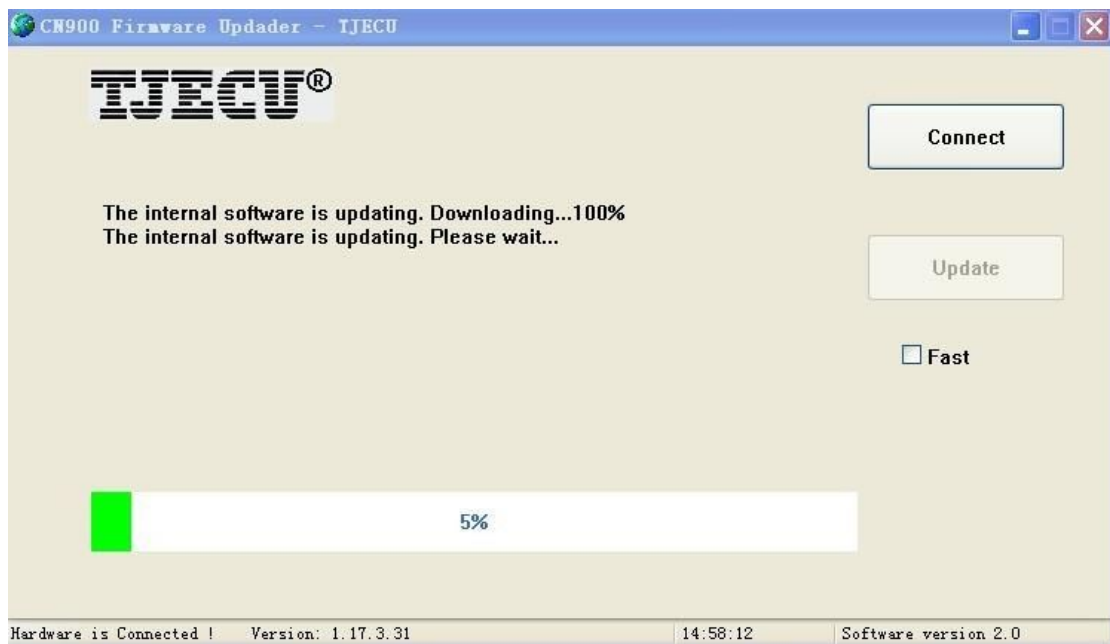 CN900 Firmware Updader - TJECU
TJECU®
Connect
The internal software is updating. Downloading...100%
The internal software is updating. Please wait...
Update
Fast
5%
Hardware is Connected ! Version: 1.17.3.31 14:58:12 Software version 2.0